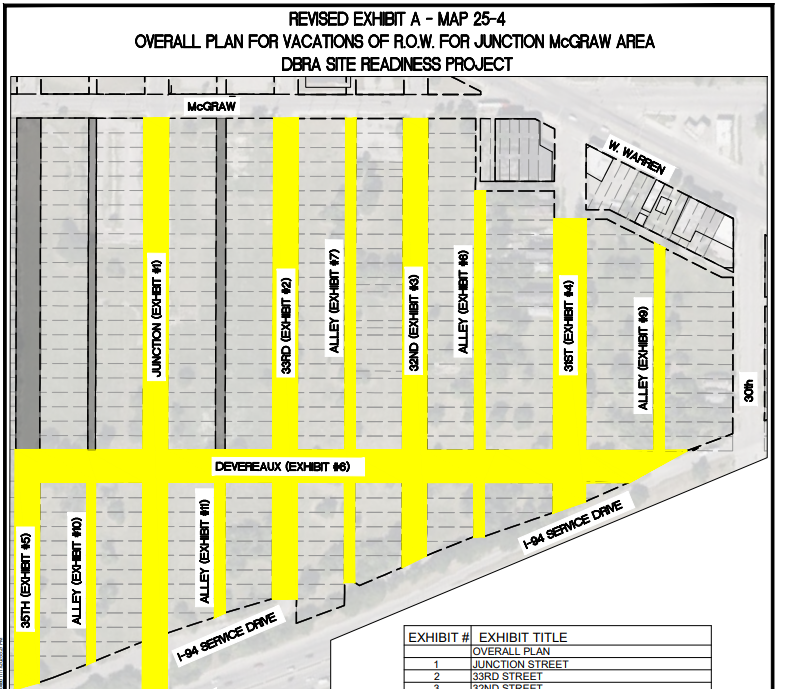 REVISED EXHIBIT A - MAP 25-4
OVERALL PLAN FOR VACATIONS OF R.O.W. FOR JUNCTION McGRAW AREA
DBRA SITE READINESS PROJECT
McGRAW
W. WARREN
JUNCTION (EXHIBIT #1)
33RD (EXHIBIT #2)
ALLEY (EXHIBIT #7)
32ND (EXHIBIT #3)
ALLEY (EXHIBIT #8)
31ST (EXHIBIT #4)
ALLEY (EXHIBIT #9)
30th
DEVEREAUX (EXHIBIT #6)
35TH (EXHIBIT #5)
ALLEY (EXHIBIT #10)
ALLEY (EXHIBIT #11)
I-94 SERVICE DRIVE
I-94 SERVICE DRIVE
EXHIBIT # EXHIBIT TITLE
OVERALL PLAN
1 JUNCTION STREET
2 33RD STREET
3 32ND STREET